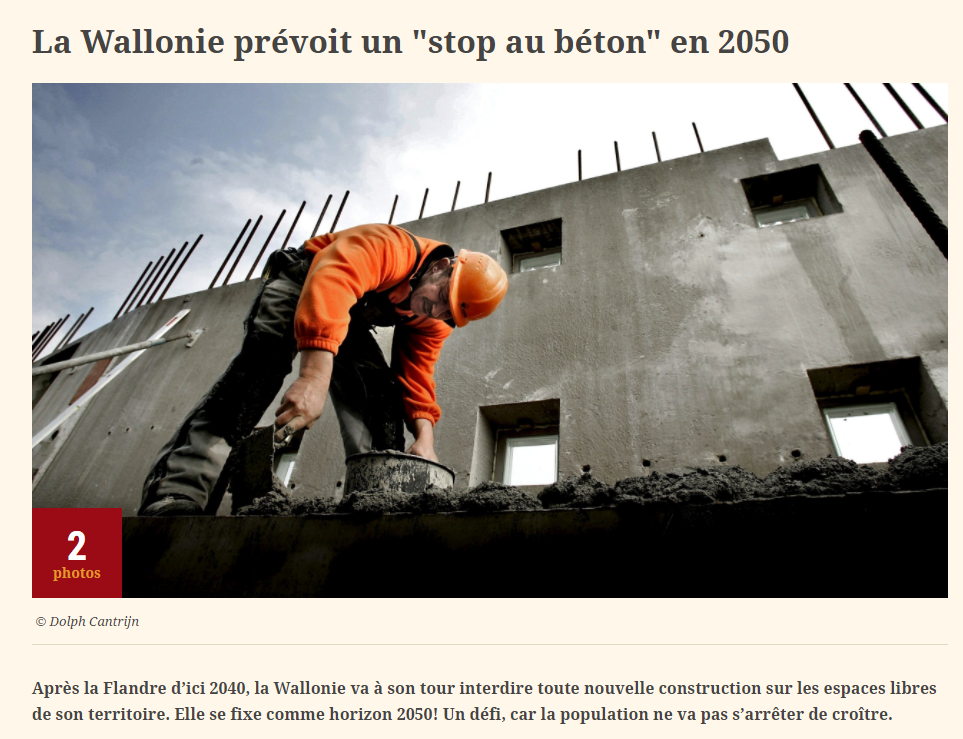 La Wallonie prévoit un "stop au béton" en 2050
2
photos
© Dolph Cantrijn
Après la Flandre d’ici 2040, la Wallonie va à son tour interdire toute nouvelle construction sur les espaces libres
de son territoire. Elle se fixe comme horizon 2050! Un défi, car la population ne va pas s’arrêter de croître.